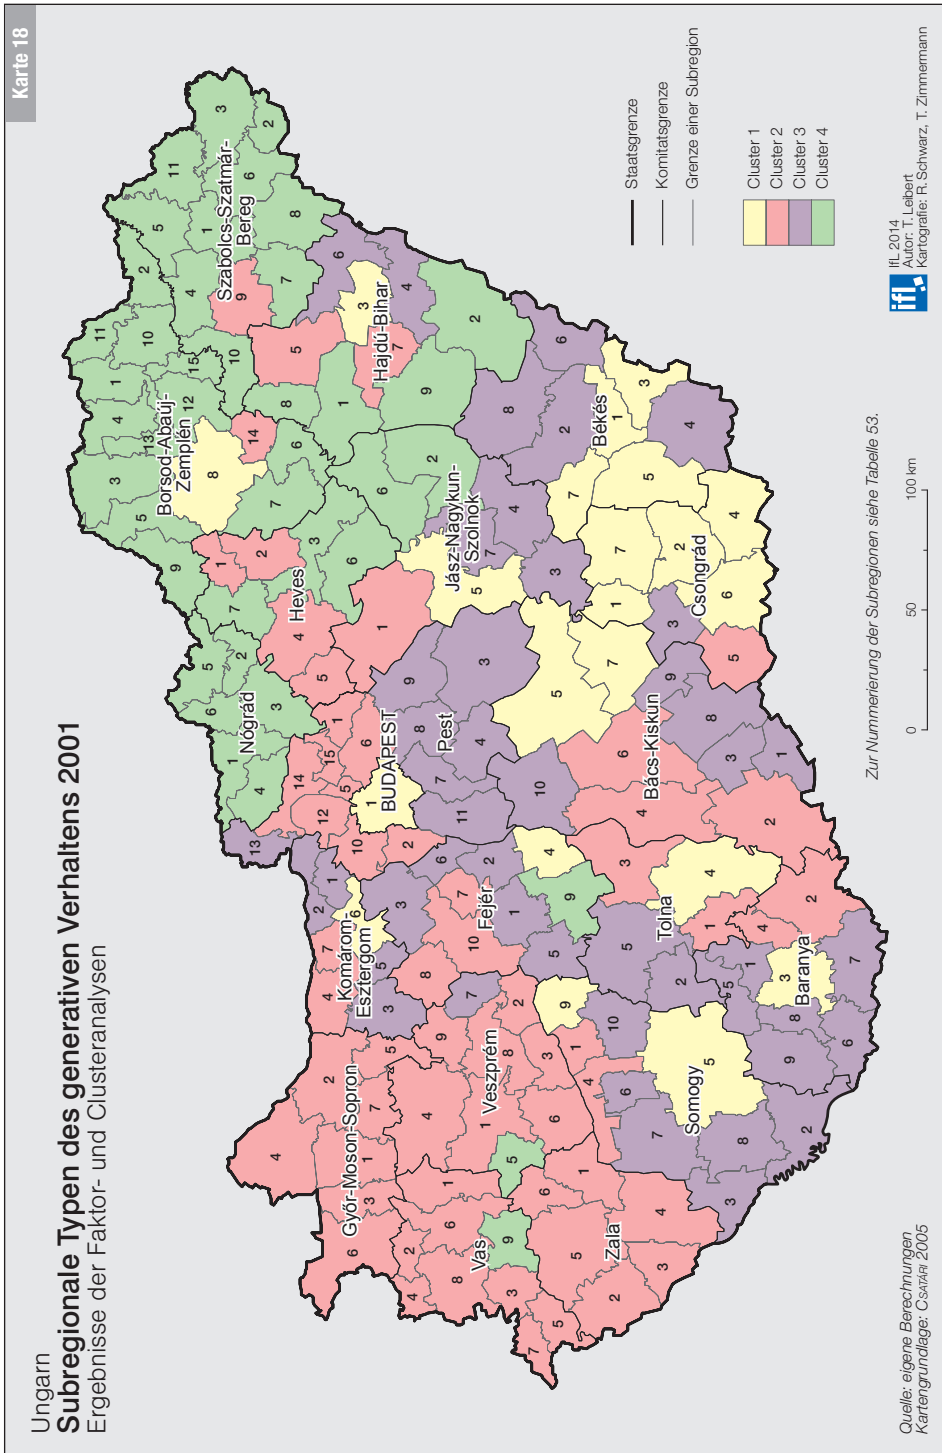 Karte 18
Ungarn
Subregionale Typen des generativen Verhaltens 2001
Ergebnisse der Faktor- und Clusteranalysen
Szabolcs-Szatmár-
Bereg
Borsod-Abaúj-
Zemplén
Hajdú-Bihar
Heves
Nógrád
Jász-Nagykun-
Szolnok
Békés
Csongrád
BUDAPEST
Pest
Bács-Kiskun
Komárom-
Esztergom
Fejér
Tolna
Győr-Moson-Sopron
Veszprém
Somogy
Baranya
Vas
Zala
Staatsgrenze
Komitatsgrenze
Grenze einer Subregion
Cluster 1
Cluster 2
Cluster 3
Cluster 4
ifl
IfL 2014
Autor: T. Leibert
Kartografie: R. Schwarz, T. Zimmermann
Zur Nummerierung der Subregionen siehe Tabelle 53.
0 50 100 km
Quelle: eigene Berechnungen
Kartengrundlage: CSATÁRI 2005